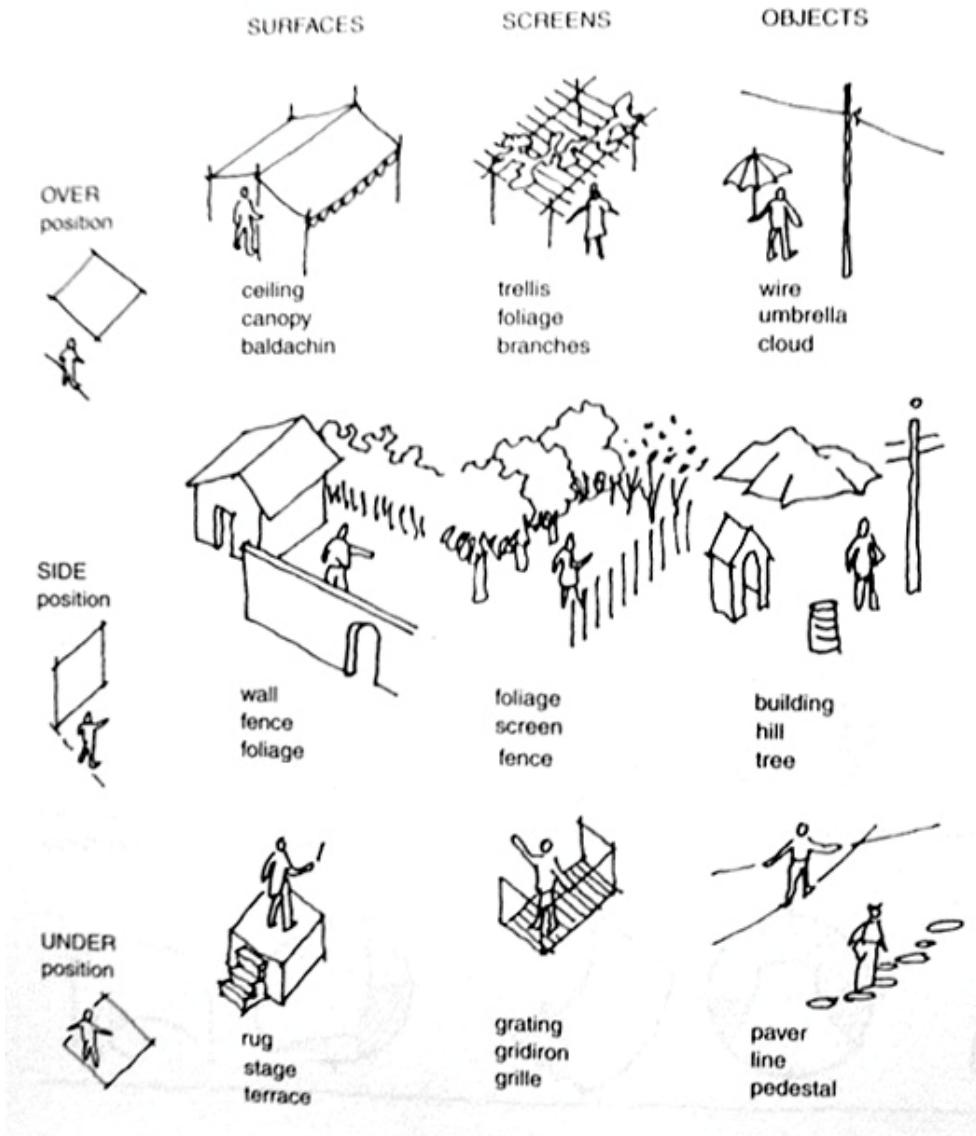 SURFACES
SCREENS
OBJECTS
OVER
position
ceiling
canopy
baldachin
trellis
foliage
branches
wire
umbrella
cloud
SIDE
position
wall
fence
foliage
foliage
screen
fence
building
hill
tree
UNDER
position
rug
stage
terrace
grating
gridiron
grille
paver
line
pedestal